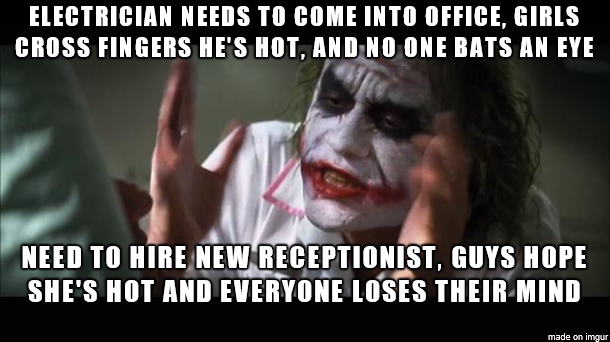 ELECTRICIAN NEEDS TO COME INTO OFFICE, GIRLS
CROSS FINGERS HE'S HOT, AND NO ONE BATS AN EYE
NEED TO HIRE NEW RECEPTIONIST, GUYS HOPE
SHE'S HOT AND EVERYONE LOSES THEIR MIND
made on imgur